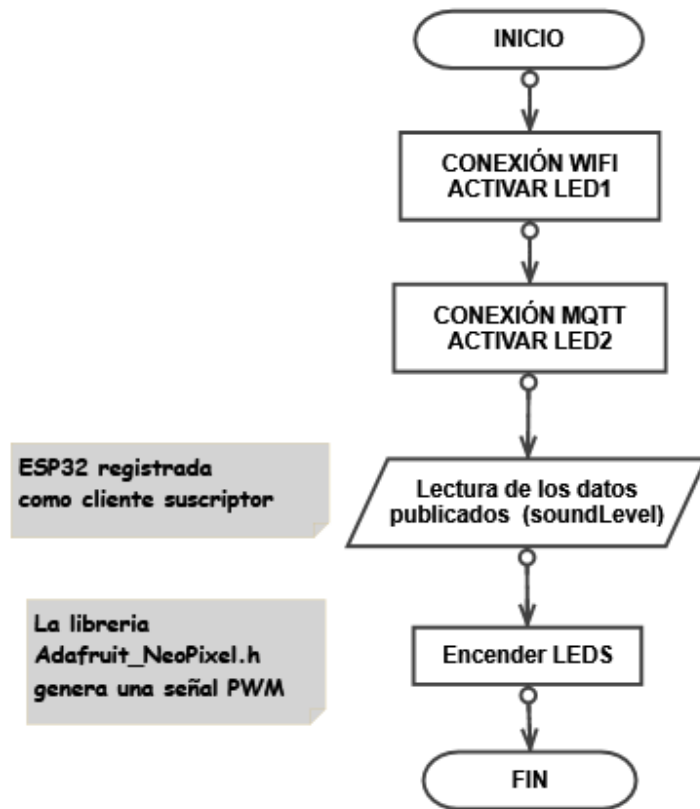 INICIO
CONEXIÓN WIFI
ACTIVAR LED1
CONEXIÓN MQTT
ACTIVAR LED2
ESP32 registrada
como cliente suscriptor
Lectura de los datos
publicados (soundLevel)
La libreria
Adafruit_NeoPixel.h
genera una señal PWM
Encender LEDS
FIN